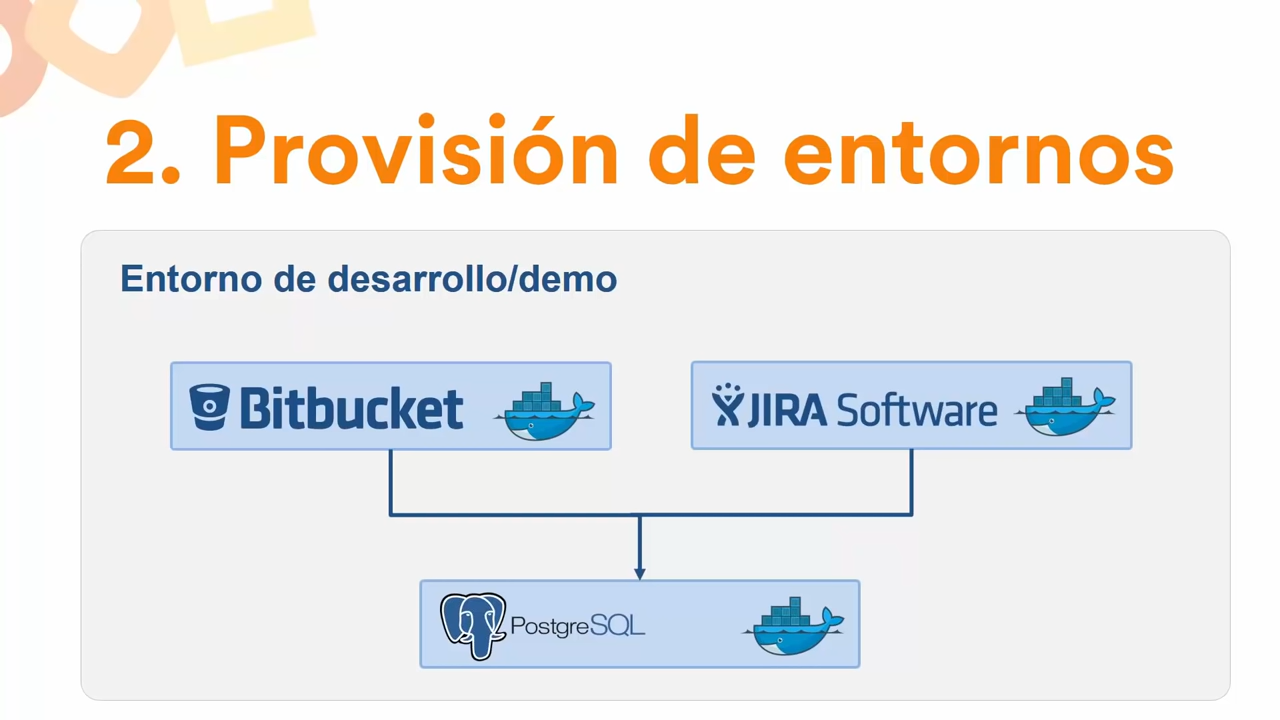 2. Provisión de entornos
Entorno de desarrollo/demo
Bitbucket
JIRA Software
PostgreSQL